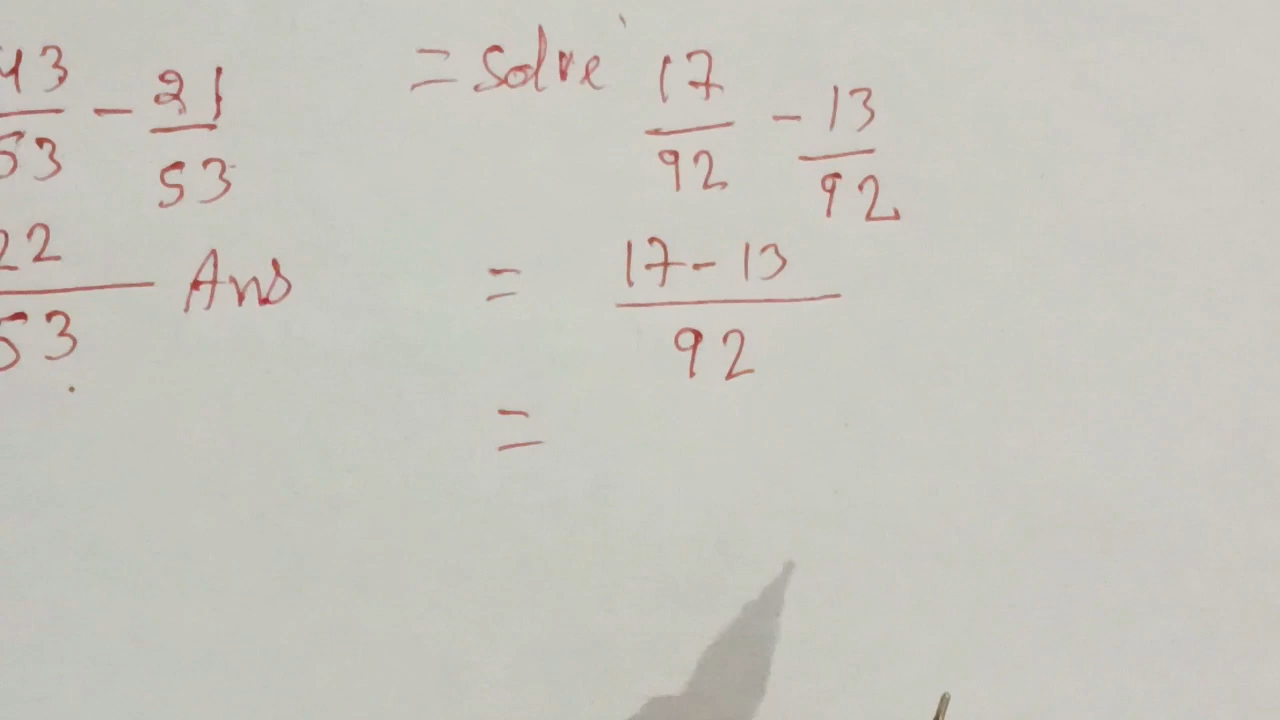 43/53 - 21/53
22/53 Ans
= solve 17/92 - 13/92
= 17-13/92
=